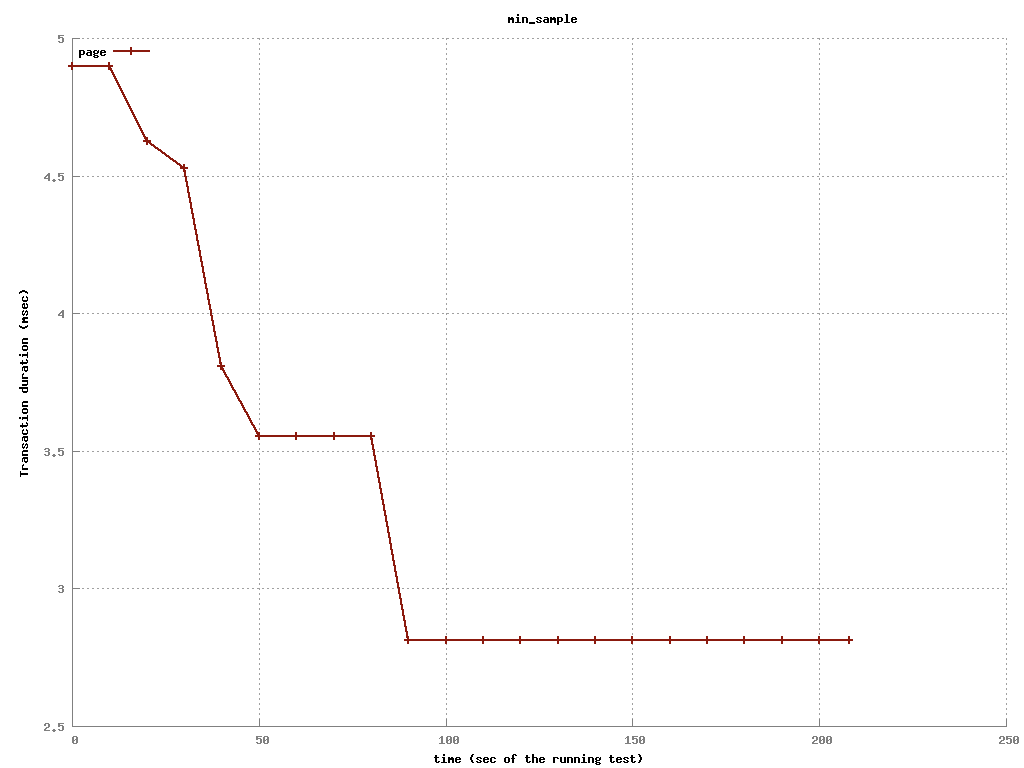 min_sample
5
page
4.5
4
Transaction duration (msec)
3.5
3
2.5
0 50 100 150 200 250
time (sec of the running test)